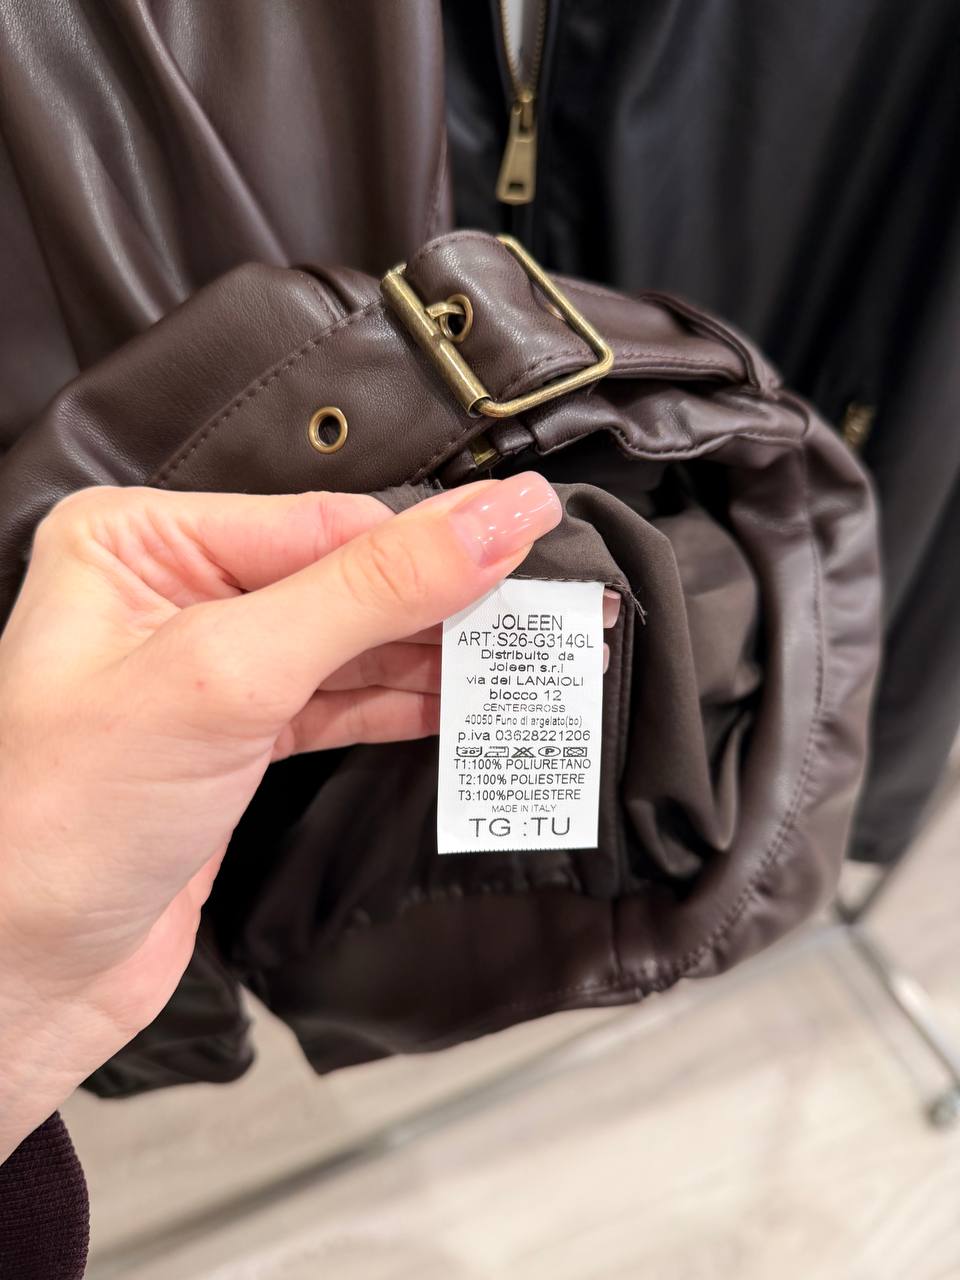 JOLEEN
ART:S26-G314GL
Distribuito da
Joleen s.r.l
via dei LANAIOLI
blocco 12
CENTERGROSS
40050 Funo di argelato(bo)
p.iva 03628221206
T1:100% POLIURETANO
T2:100% POLIESTERE
T3:100%POLIESTERE
MADE IN ITALY
TG :TU